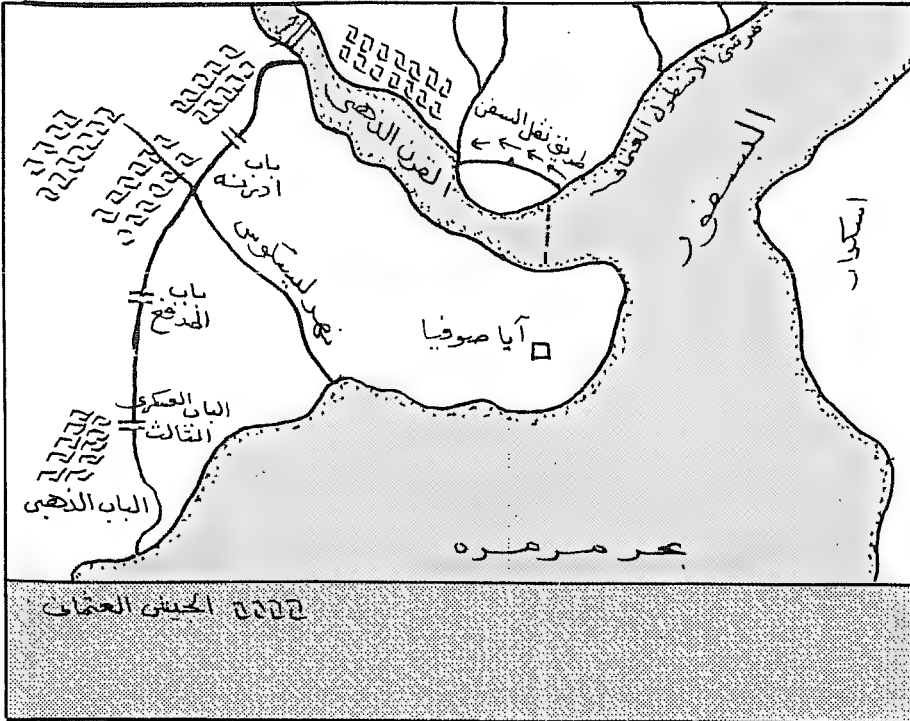 مرسى الاسطول العثماني
طريق نقل السفن
القرن الذهبي
البسفور
باب
ادرنه
اسكدار
نهر ليكوس
باب
المدفع
آيا صوفيا
الباب العسكري
الثالث
الباب الذهبي
بحر مرمره
الجيش العثماني